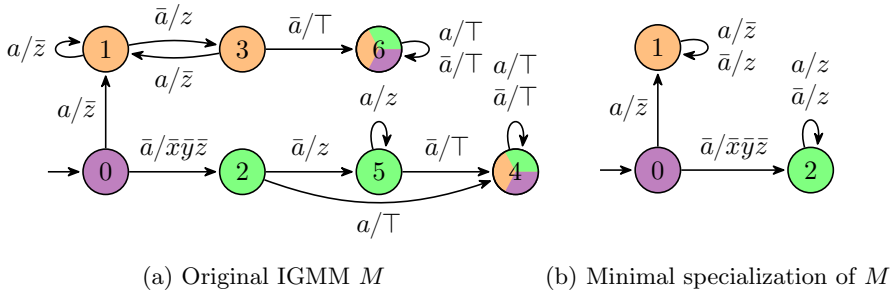 a/z̄ 1 ā/z 3 ā/⊤ 6 a/⊤
ā/⊤
a/z̄
a/z̄
0 ā/x̄ȳz̄ 2 ā/z 5 ā/⊤ 4
a/z
a/⊤
ā/⊤
a/⊤
(a) Original IGMM M
1 a/z̄
ā/z̄
a/z̄
0 ā/x̄ȳz̄ 2
a/z
ā/z
(b) Minimal specialization of M